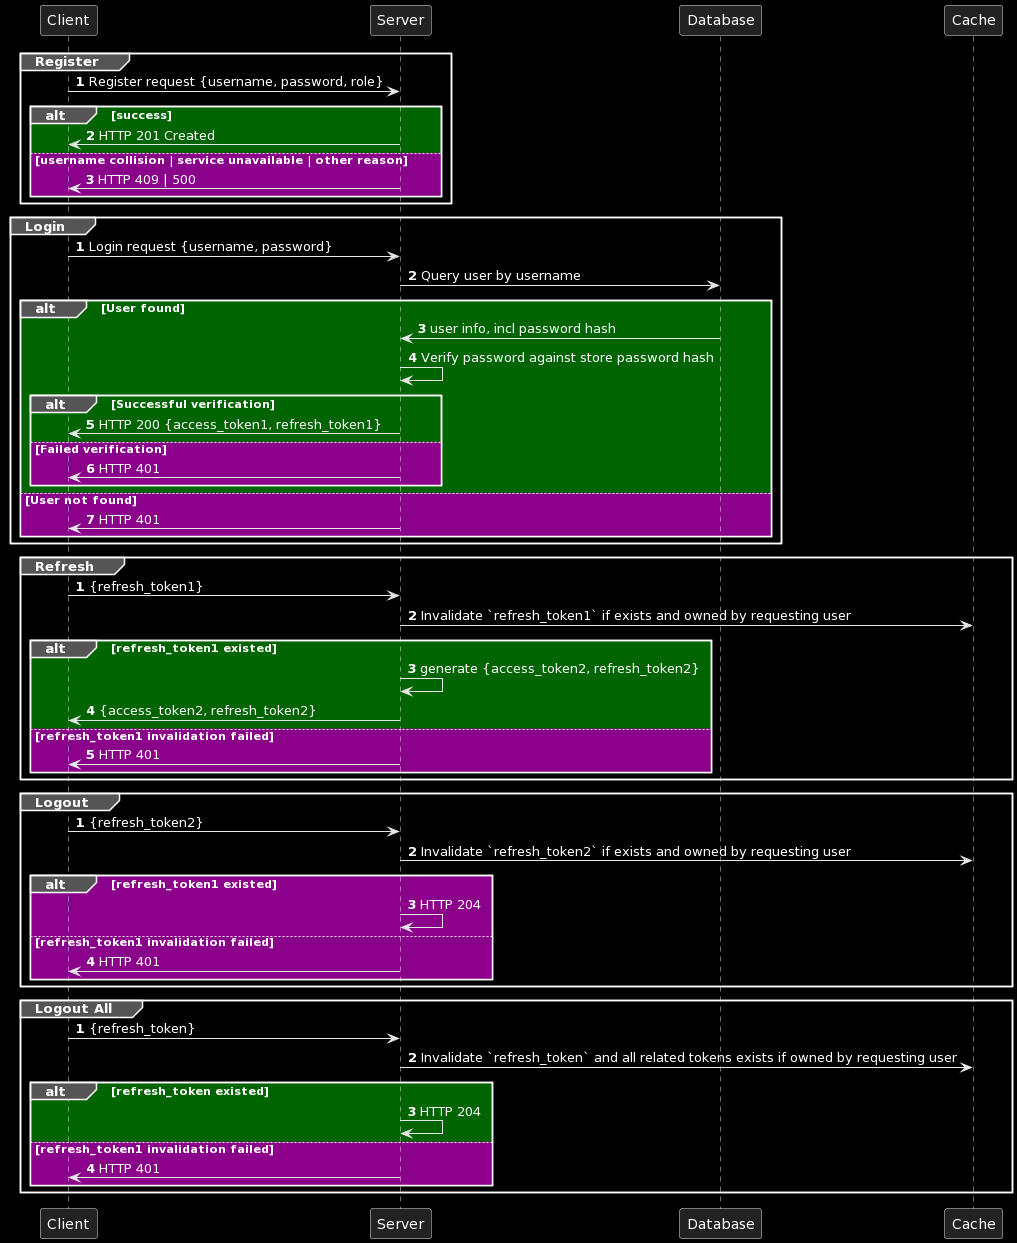 Client Server Database Cache
Register
1 Register request {username, password, role}
alt [success]
2 HTTP 201 Created
[username collision | service unavailable | other reason]
3 HTTP 409 | 500
Login
1 Login request {username, password}
2 Query user by username
alt [User found]
3 user info, incl password hash
4 Verify password against store password hash
alt [Successful verification]
5 HTTP 200 {access_token1, refresh_token1}
[Failed verification]
6 HTTP 401
[User not found]
7 HTTP 401
Refresh
1 {refresh_token1}
2 Invalidate `refresh_token1` if exists and owned by requesting user
alt [refresh_token1 existed]
3 generate {access_token2, refresh_token2}
4 {access_token2, refresh_token2}
[refresh_token1 invalidation failed]
5 HTTP 401
Logout
1 {refresh_token2}
2 Invalidate `refresh_token2` if exists and owned by requesting user
alt [refresh_token1 existed]
3 HTTP 204
[refresh_token1 invalidation failed]
4 HTTP 401
Logout All
1 {refresh_token}
2 Invalidate `refresh_token` and all related tokens exists if owned by requesting user
alt [refresh_token existed]
3 HTTP 204
[refresh_token1 invalidation failed]
4 HTTP 401
Client Server Database Cache